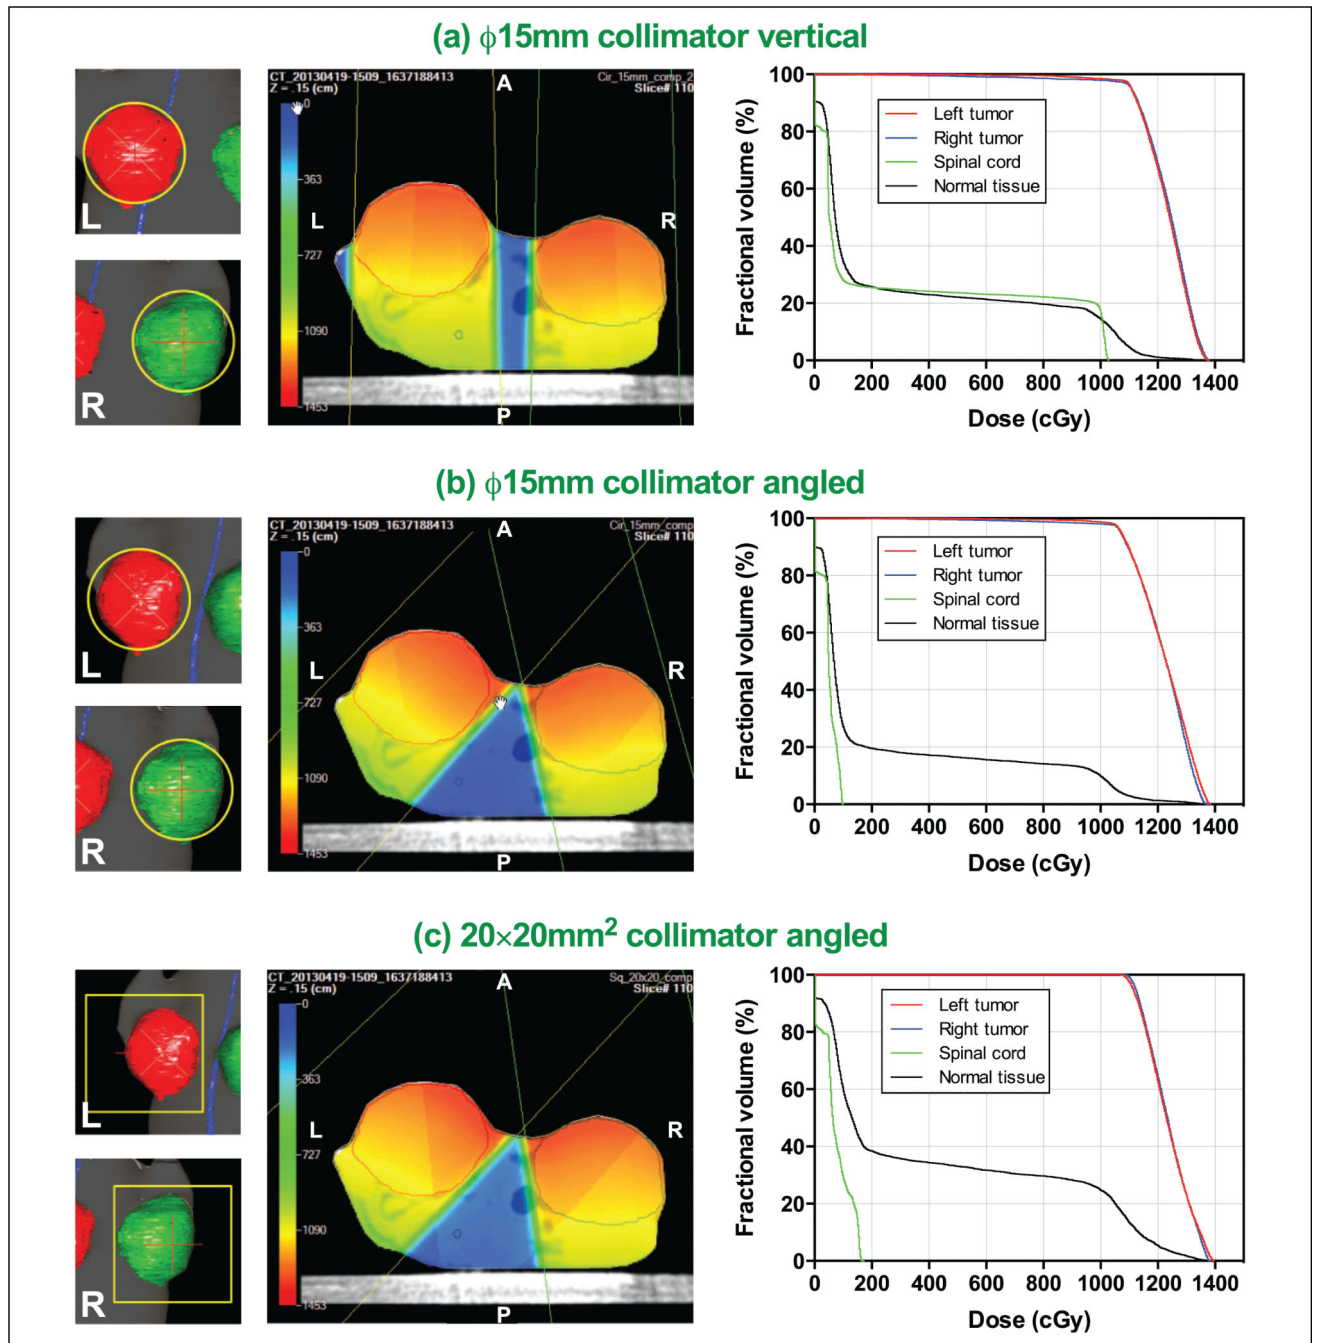 (a) ϕ15mm collimator vertical
L
R
CT_20130419-1509_1637188413
Z = .15 (cm)
Cir_15mm_comp_2
Slice# 110
A
L
R
P
0
363
727
1090
1453
Fractional volume (%)
100
80
60
40
20
0
Left tumor
Right tumor
Spinal cord
Normal tissue
0 200 400 600 800 1000 1200 1400
Dose (cGy)
(b) ϕ15mm collimator angled
L
R
CT_20130419-1509_1637188413
Z = .15 (cm)
Cir_15mm_comp
Slice# 110
A
L
R
P
0
363
727
1090
1453
Fractional volume (%)
100
80
60
40
20
0
Left tumor
Right tumor
Spinal cord
Normal tissue
0 200 400 600 800 1000 1200 1400
Dose (cGy)
(c) 20×20mm² collimator angled
L
R
CT_20130419-1509_1637188413
Z = .15 (cm)
Sq_20x20_comp
Slice# 110
A
L
R
P
0
363
727
1090
1453
Fractional volume (%)
100
80
60
40
20
0
Left tumor
Right tumor
Spinal cord
Normal tissue
0 200 400 600 800 1000 1200 1400
Dose (cGy)